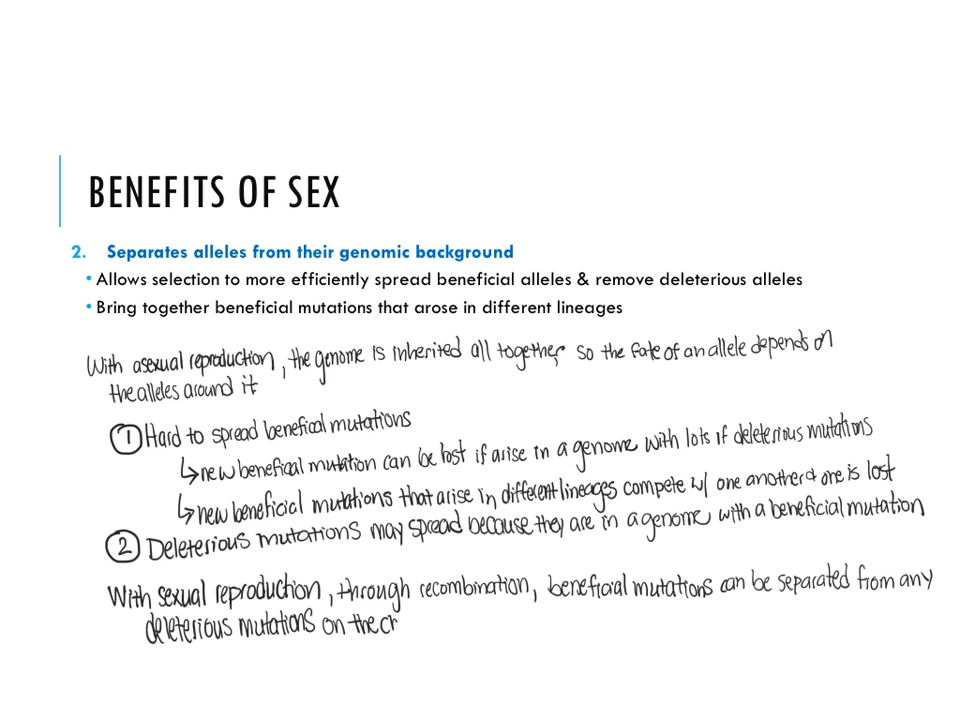 BENEFITS OF SEX
2. Separates alleles from their genomic background
• Allows selection to more efficiently spread beneficial alleles & remove deleterious alleles
• Bring together beneficial mutations that arose in different lineages
With asexual reproduction, the genome is inherited all together, so the fate of an allele depends on
the alleles around it
① Hard to spread benefical mutations
↳ new benefical mutation can be lost if arise in a genome with lots if deleterious mutations
↳ new beneficial mutations that arise in different lineages compete w/ one another & one is lost
② Deleterious mutations may spread because they are in a genome with a beneficial mutation
With sexual reproduction, through recombination, beneficial mutations can be separated from any
deleterious mutations on the cr